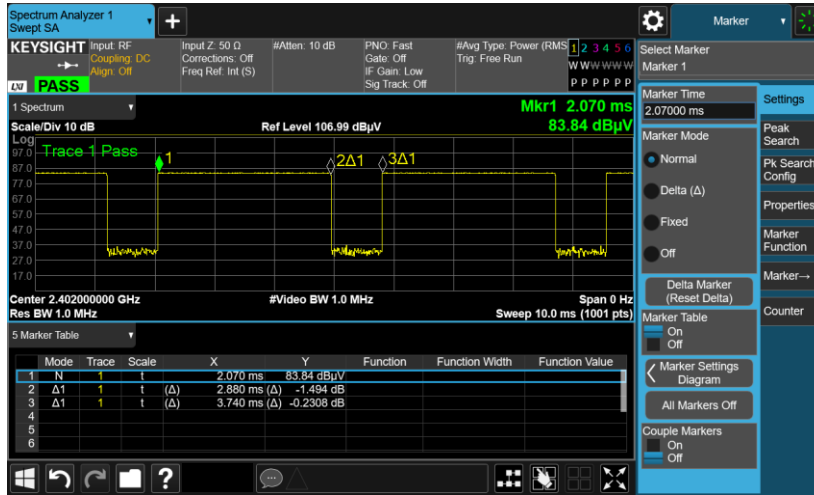 Spectrum Analyzer 1
Swept SA
+
Marker
KEYSIGHT
Input: RF
Coupling: DC
Align: Off
Input Z: 50 Ω
Corrections: Off
Freq Ref: Int (S)
#Atten: 10 dB
PNO: Fast
Gate: Off
IF Gain: Low
Sig Track: Off
#Avg Type: Power (RMS
Trig: Free Run
1 2 3 4 5 6
W W W W W W
P P P P P P
LXI PASS
Select Marker
Marker 1
1 Spectrum
Mkr1 2.070 ms
83.84 dBµV
Scale/Div 10 dB
Ref Level 106.99 dBµV
Log
Trace 1 Pass
1
2Δ1
3Δ1
97.0
87.0
77.0
67.0
57.0
47.0
37.0
27.0
17.0
Center 2.402000000 GHz
#Video BW 1.0 MHz
Span 0 Hz
Res BW 1.0 MHz
Sweep 10.0 ms (1001 pts)
5 Marker Table
Mode Trace Scale X Y Function Function Width Function Value
1 N 1 t 2.070 ms 83.84 dBµV
2 Δ1 1 t (Δ) 2.880 ms (Δ) -1.494 dB
3 Δ1 1 t (Δ) 3.740 ms (Δ) -0.2308 dB
4
5
6
Marker Time
2.07000 ms
Marker Mode
Normal
Delta (Δ)
Fixed
Off
Delta Marker
(Reset Delta)
Marker Table
On
Off
Marker Settings
Diagram
All Markers Off
Couple Markers
On
Off
Settings
Peak
Search
Pk Search
Config
Properties
Marker
Function
Marker→
Counter
?